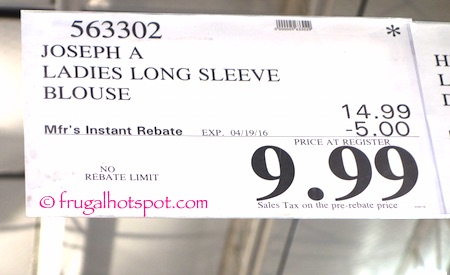 563302
*
JOSEPH A
LADIES LONG SLEEVE
BLOUSE
14.99
Mfr's Instant Rebate EXP. 04/19/16 -5.00
PRICE AT REGISTER
NO
REBATE LIMIT
9.99
Sales Tax on the pre-rebate price
© frugalhotspot.com
H
L
D